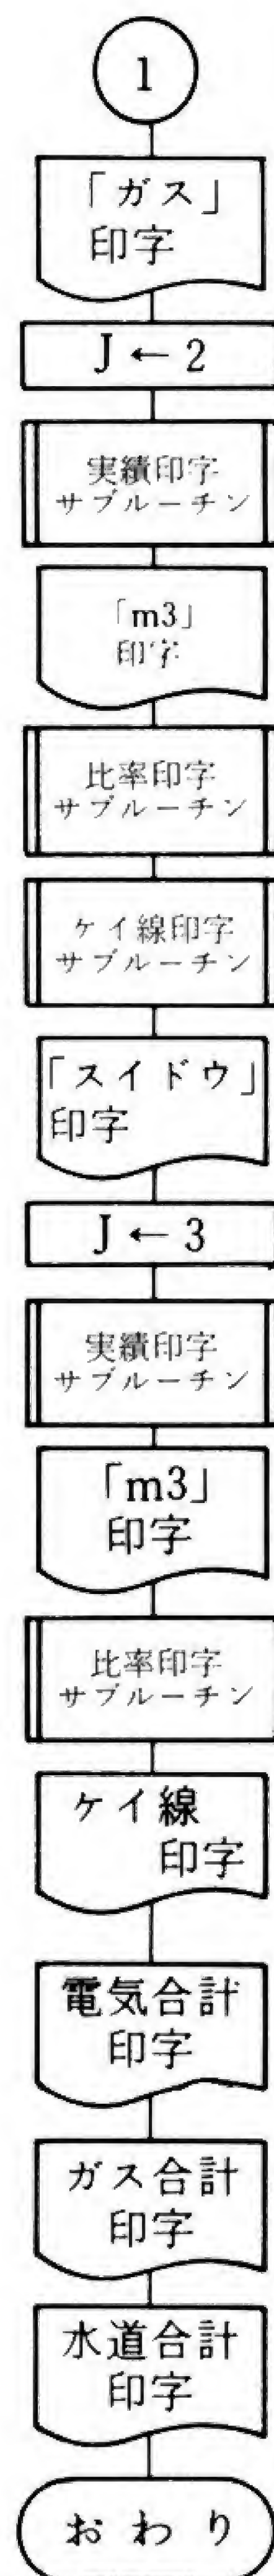 1
「ガス」
印字
J ← 2
実績印字
サブルーチン
「m3」
印字
比率印字
サブルーチン
ケイ線印字
サブルーチン
「スイドウ」
印字
J ← 3
実績印字
サブルーチン
「m3」
印字
比率印字
サブルーチン
ケイ線
印字
電気合計
印字
ガス合計
印字
水道合計
印字
おわり